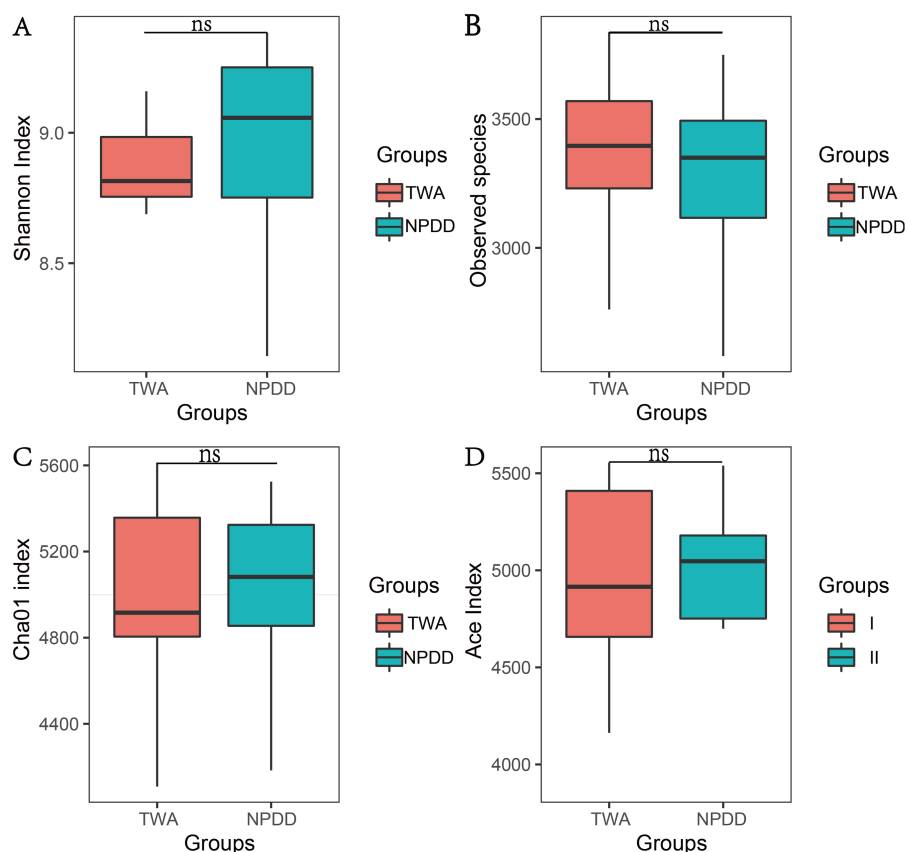 A
ns
Shannon Index
9.0
8.5
TWA
NPDD
Groups
Groups
TWA
NPDD
B
ns
Observed species
3500
3000
TWA
NPDD
Groups
Groups
TWA
NPDD
C
ns
Cha01 index
5600
5200
4800
4400
TWA
NPDD
Groups
Groups
TWA
NPDD
D
ns
Ace Index
5500
5000
4500
4000
TWA
NPDD
Groups
Groups
I
II